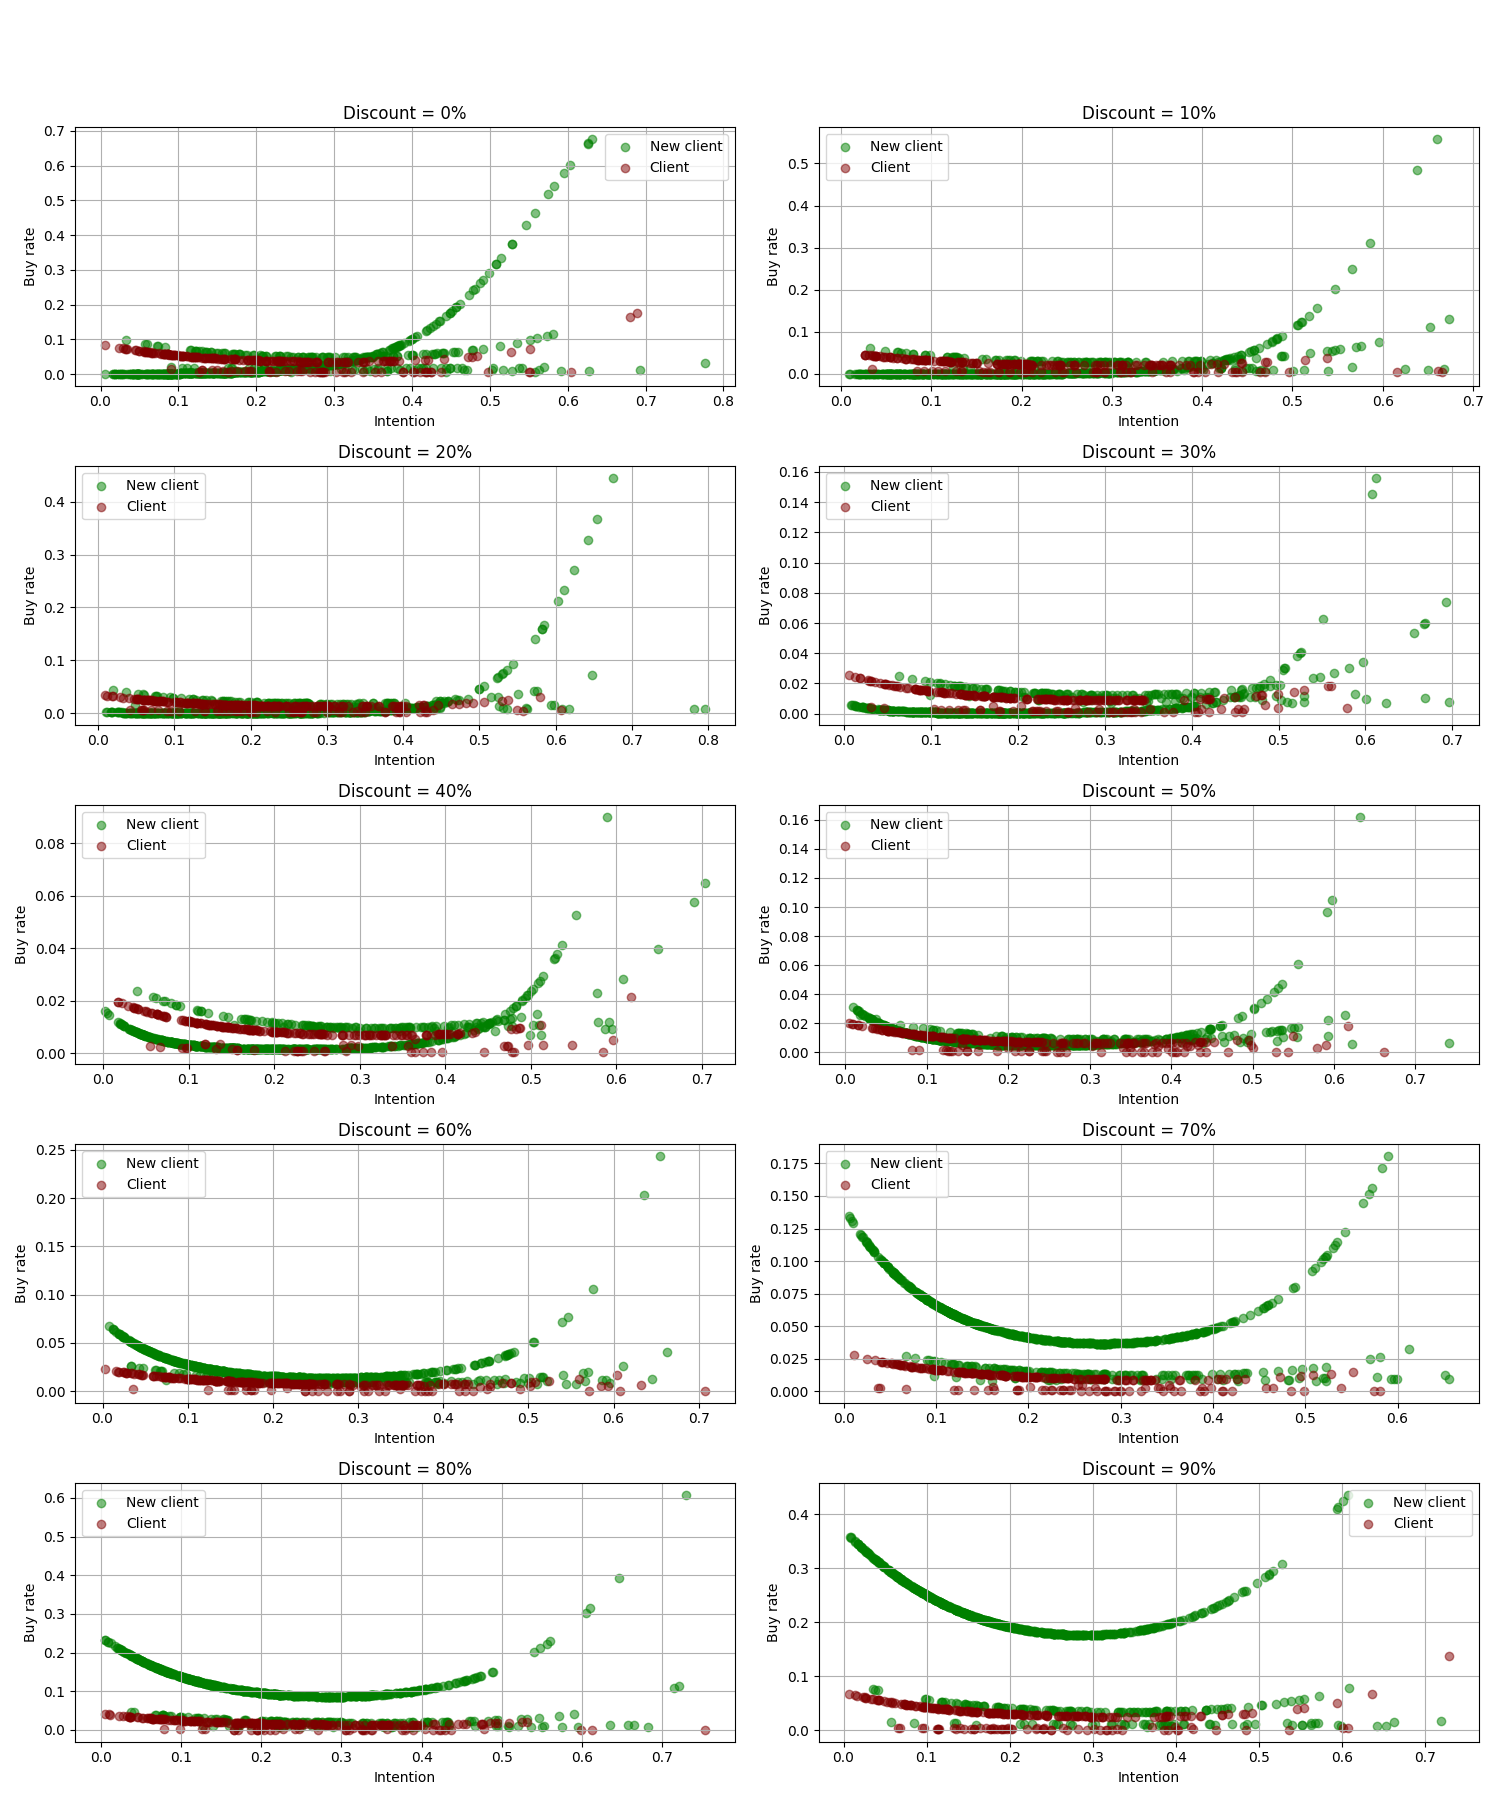 Discount = 0%
Buy rate
0.7
0.6
0.5
0.4
0.3
0.2
0.1
0.0
New client
Client
0.0 0.1 0.2 0.3 0.4 0.5 0.6 0.7 0.8
Intention
Discount = 10%
Buy rate
0.5
0.4
0.3
0.2
0.1
0.0
New client
Client
0.0 0.1 0.2 0.3 0.4 0.5 0.6 0.7
Intention
Discount = 20%
Buy rate
0.4
0.3
0.2
0.1
0.0
New client
Client
0.0 0.1 0.2 0.3 0.4 0.5 0.6 0.7 0.8
Intention
Discount = 30%
Buy rate
0.16
0.14
0.12
0.10
0.08
0.06
0.04
0.02
0.00
New client
Client
0.0 0.1 0.2 0.3 0.4 0.5 0.6 0.7
Intention
Discount = 40%
Buy rate
0.08
0.06
0.04
0.02
0.00
New client
Client
0.0 0.1 0.2 0.3 0.4 0.5 0.6 0.7
Intention
Discount = 50%
Buy rate
0.16
0.14
0.12
0.10
0.08
0.06
0.04
0.02
0.00
New client
Client
0.0 0.1 0.2 0.3 0.4 0.5 0.6 0.7
Intention
Discount = 60%
Buy rate
0.25
0.20
0.15
0.10
0.05
0.00
New client
Client
0.0 0.1 0.2 0.3 0.4 0.5 0.6 0.7
Intention
Discount = 70%
Buy rate
0.175
0.150
0.125
0.100
0.075
0.050
0.025
0.000
New client
Client
0.0 0.1 0.2 0.3 0.4 0.5 0.6
Intention
Discount = 80%
Buy rate
0.6
0.5
0.4
0.3
0.2
0.1
0.0
New client
Client
0.0 0.1 0.2 0.3 0.4 0.5 0.6 0.7
Intention
Discount = 90%
Buy rate
0.4
0.3
0.2
0.1
0.0
New client
Client
0.0 0.1 0.2 0.3 0.4 0.5 0.6 0.7
Intention